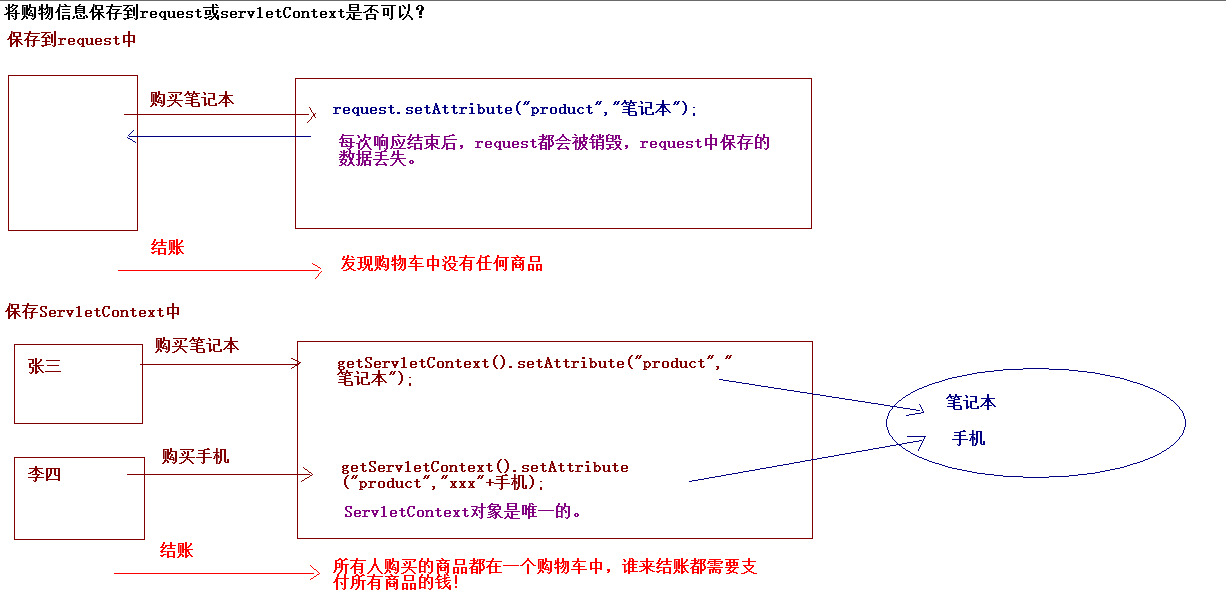 将购物信息保存到request或servletContext是否可以?
保存到request中
购买笔记本
request.setAttribute("product","笔记本");
每次响应结束后，request都会被销毁，request中保存的
数据丢失。
结账
发现购物车中没有任何商品
保存ServletContext中
张三
购买笔记本
getServletContext().setAttribute("product","
笔记本");
笔记本
手机
李四
购买手机
getServletContext().setAttribute
("product","xxx"+手机);
ServletContext对象是唯一的。
结账
所有人购买的商品都在一个购物车中，谁来结账都需要支
付所有商品的钱!